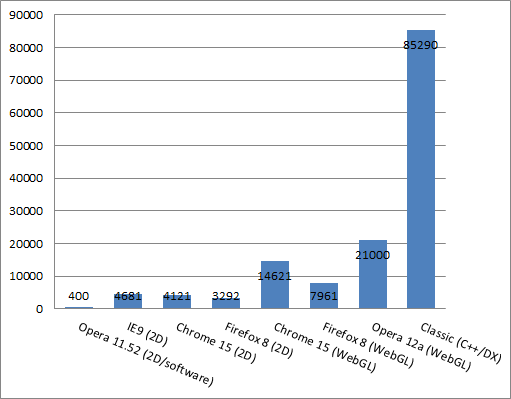 90000
80000
70000
60000
50000
40000
30000
20000
10000
0
400
4681
4121
3292
14621
7961
21000
85290
Opera 11.52 (2D/software)
IE9 (2D)
Chrome 15 (2D)
Firefox 8 (2D)
Chrome 15 (WebGL)
Firefox 8 (WebGL)
Opera 12a (WebGL)
Classic (C++/DX)